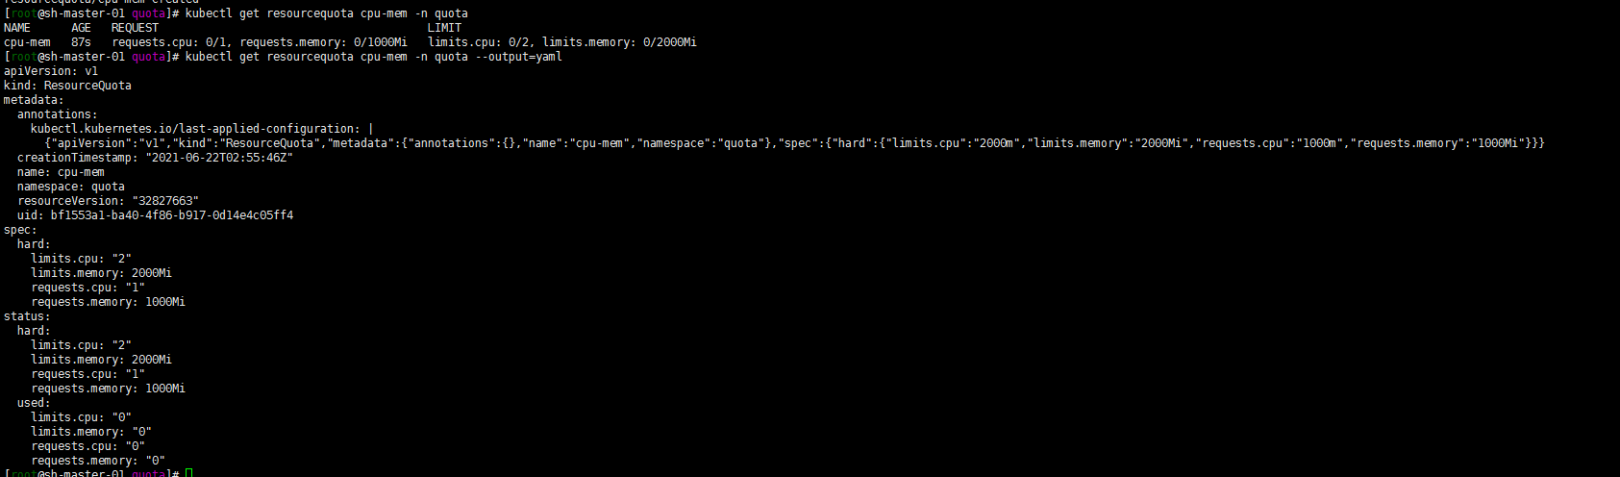 resourcequota/cpu-mem created
[root@sh-master-01 quota]# kubectl get resourcequota cpu-mem -n quota
NAME      AGE   REQUEST                                        LIMIT
cpu-mem   87s   requests.cpu: 0/1, requests.memory: 0/1000Mi   limits.cpu: 0/2, limits.memory: 0/2000Mi
[root@sh-master-01 quota]# kubectl get resourcequota cpu-mem -n quota --output=yaml
apiVersion: v1
kind: ResourceQuota
metadata:
  annotations:
    kubectl.kubernetes.io/last-applied-configuration: |
      {"apiVersion":"v1","kind":"ResourceQuota","metadata":{"annotations":{},"name":"cpu-mem","namespace":"quota"},"spec":{"hard":{"limits.cpu":"2000m","limits.memory":"2000Mi","requests.cpu":"1000m","requests.memory":"1000Mi"}}}
  creationTimestamp: "2021-06-22T02:55:46Z"
  name: cpu-mem
  namespace: quota
  resourceVersion: "32827663"
  uid: bf1553a1-ba40-4f86-b917-0d14e4c05ff4
spec:
  hard:
    limits.cpu: "2"
    limits.memory: 2000Mi
    requests.cpu: "1"
    requests.memory: 1000Mi
status:
  hard:
    limits.cpu: "2"
    limits.memory: 2000Mi
    requests.cpu: "1"
    requests.memory: 1000Mi
  used:
    limits.cpu: "0"
    limits.memory: "0"
    requests.cpu: "0"
    requests.memory: "0"
[root@sh-master-01 quota]#